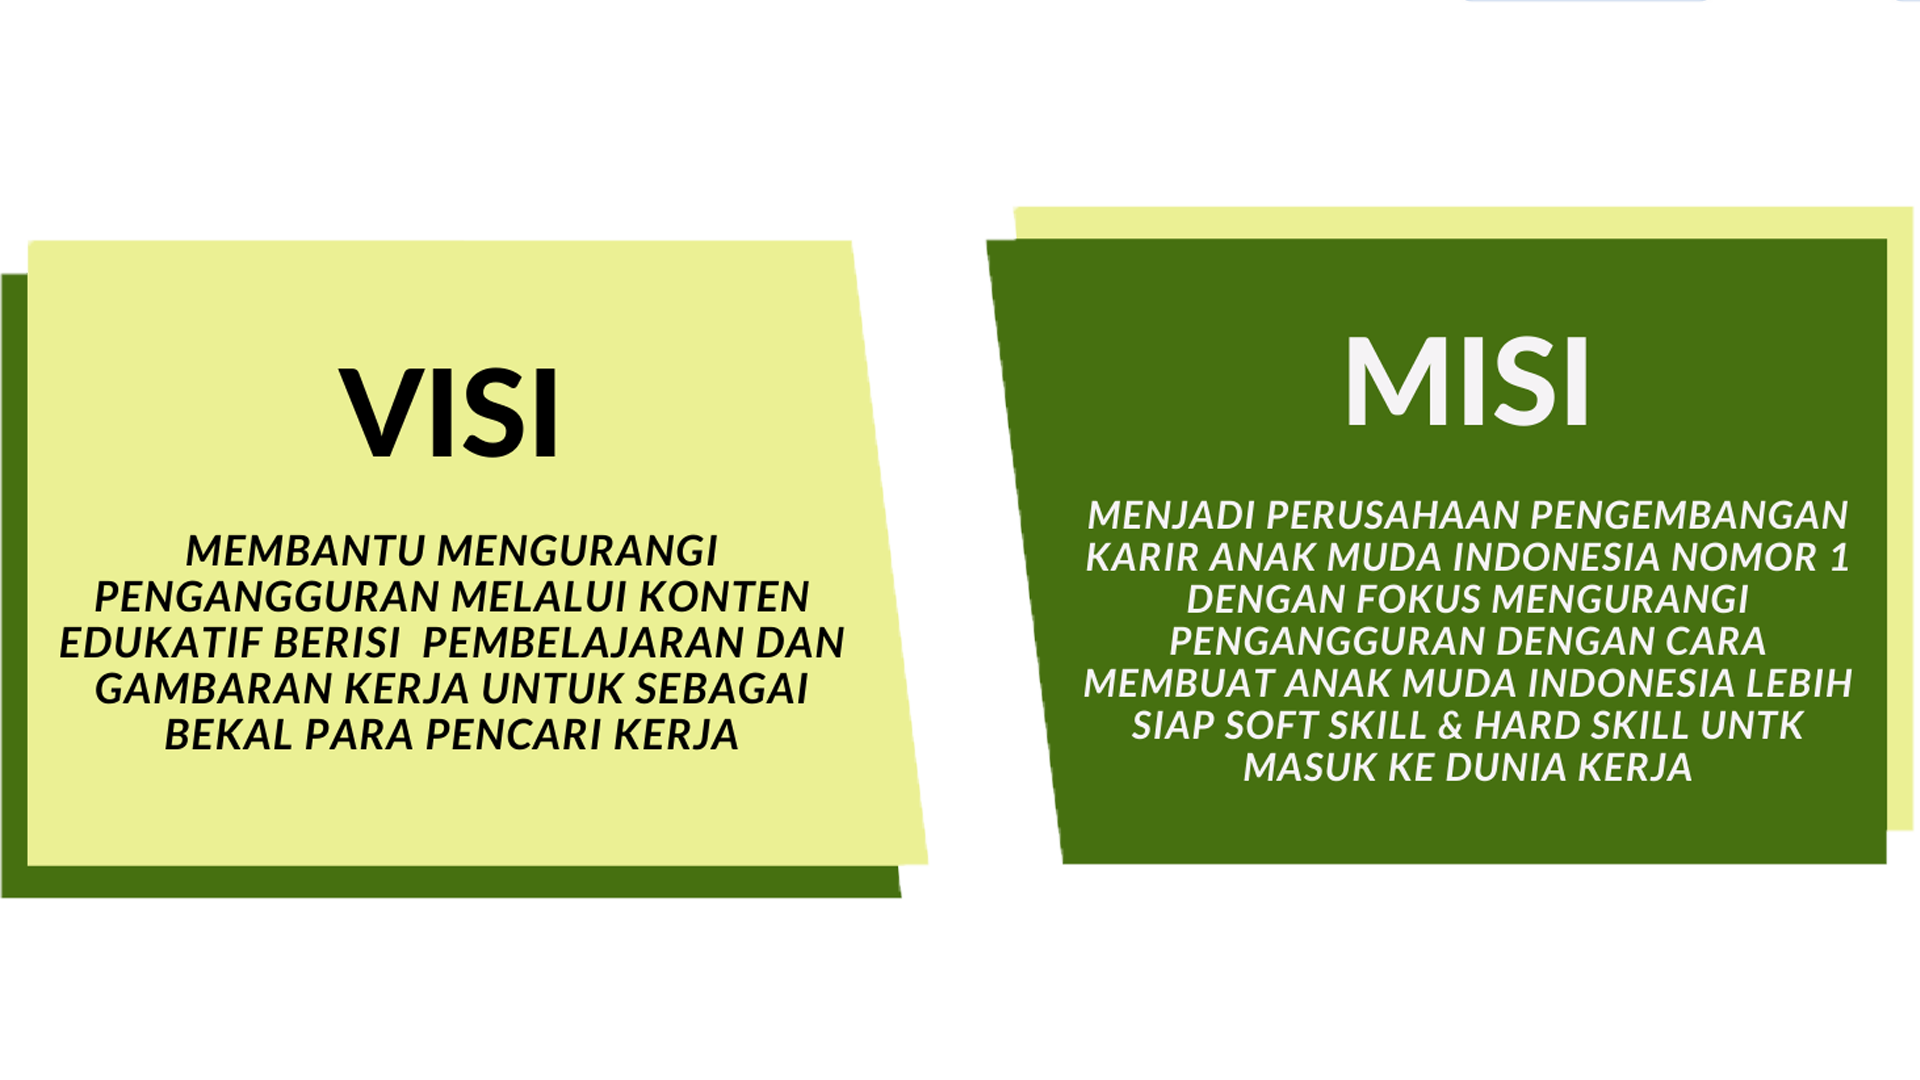 VISI
MEMBANTU MENGURANGI
PENGANGGURAN MELALUI KONTEN
EDUKATIF BERISI  PEMBELAJARAN DAN
GAMBARAN KERJA UNTUK SEBAGAI
BEKAL PARA PENCARI KERJA
MISI
MENJADI PERUSAHAAN PENGEMBANGAN
KARIR ANAK MUDA INDONESIA NOMOR 1
DENGAN FOKUS MENGURANGI
PENGANGGURAN DENGAN CARA
MEMBUAT ANAK MUDA INDONESIA LEBIH
SIAP SOFT SKILL & HARD SKILL UNTK
MASUK KE DUNIA KERJA